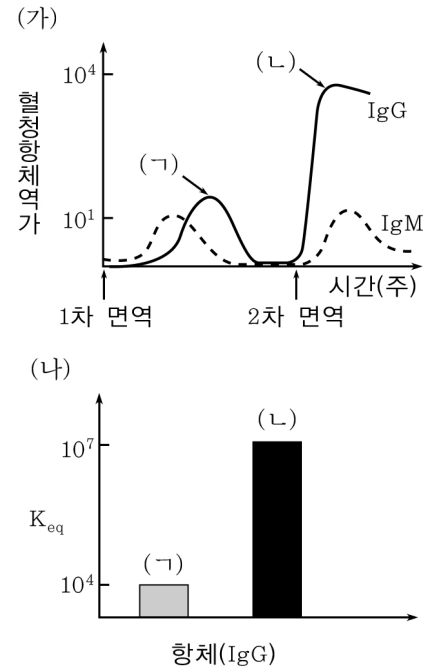 (가)
10⁴
(ㄴ)
혈청항체역가
IgG
(ㄱ)
10¹
IgM
시간(주)
1차 면역
2차 면역
(나)
(ㄴ)
10⁷
K_eq
(ㄱ)
10⁴
항체(IgG)